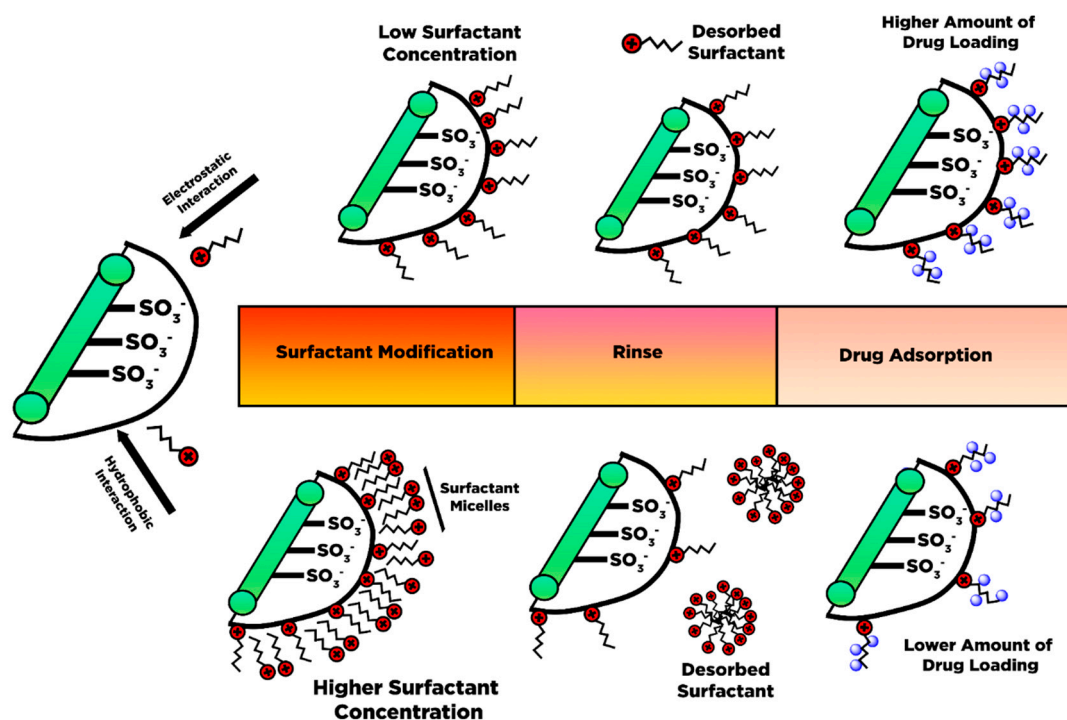 Low Surfactant
Concentration
Desorbed
Surfactant
Higher Amount of
Drug Loading
SO₃⁻
SO₃⁻
SO₃⁻
SO₃⁻
SO₃⁻
SO₃⁻
SO₃⁻
SO₃⁻
SO₃⁻
Electrostatic
Interaction
SO₃⁻
SO₃⁻
SO₃⁻
Hydrophobic
Interaction
Surfactant Modification
Rinse
Drug Adsorption
Surfactant
Micelles
SO₃⁻
SO₃⁻
SO₃⁻
SO₃⁻
SO₃⁻
SO₃⁻
SO₃⁻
SO₃⁻
SO₃⁻
Higher Surfactant
Concentration
Desorbed
Surfactant
Lower Amount of
Drug Loading